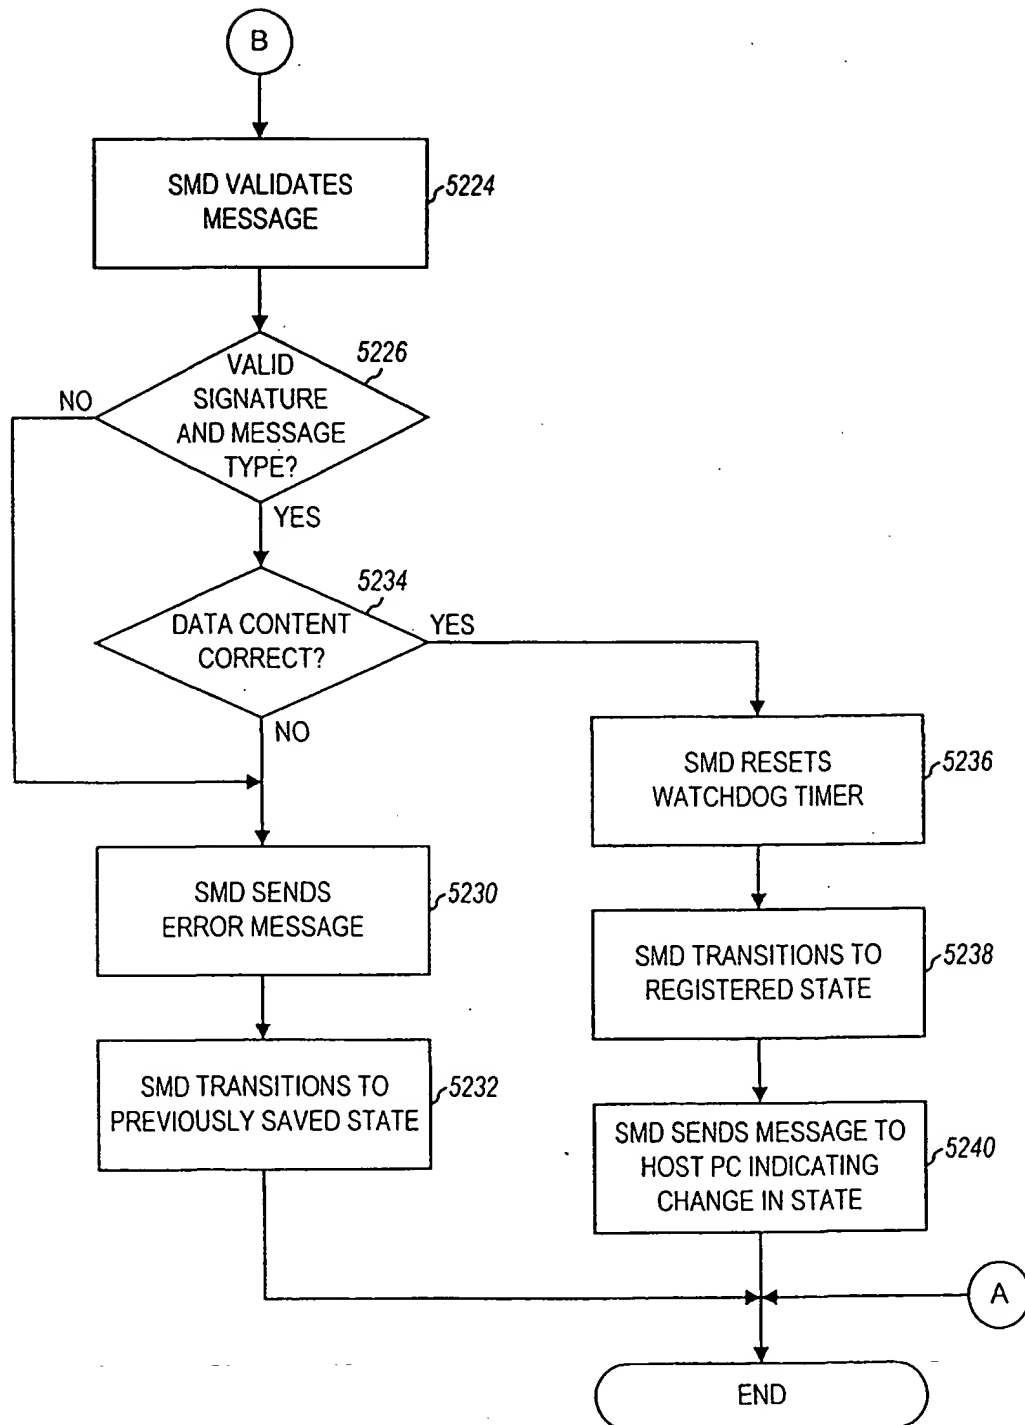 B
SMD VALIDATES
MESSAGE
5224
VALID
SIGNATURE
AND MESSAGE
TYPE?
5226
NO
YES
DATA CONTENT
CORRECT?
5234
YES
NO
SMD RESETS
WATCHDOG TIMER
5236
SMD SENDS
ERROR MESSAGE
5230
SMD TRANSITIONS TO
REGISTERED STATE
5238
SMD TRANSITIONS TO
PREVIOUSLY SAVED STATE
5232
SMD SENDS MESSAGE TO
HOST PC INDICATING
CHANGE IN STATE
5240
A
END